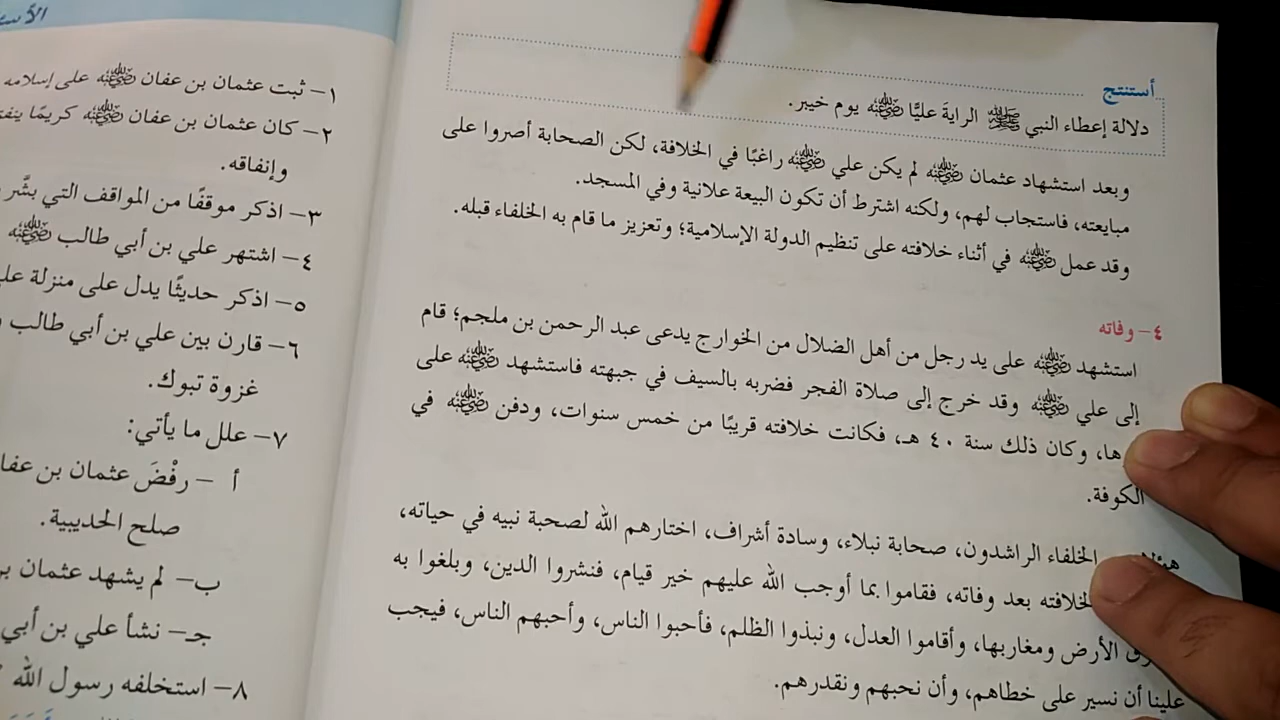 أستنتج
دلالة إعطاء النبي ﷺ الرايةَ عليًّا رضي الله عنه يوم خيبر.
وبعد استشهاد عثمان رضي الله عنه لم يكن علي رضي الله عنه راغبًا في الخلافة، لكن الصحابة أصروا على
مبايعته، فاستجاب لهم، ولكنه اشترط أن تكون البيعة علانية وفي المسجد.
وقد عمل رضي الله عنه في أثناء خلافته على تنظيم الدولة الإسلامية؛ وتعزيز ما قام به الخلفاء قبله.
٤- وفاته
استشهد رضي الله عنه على يد رجل من أهل الضلال من الخوارج يدعى عبد الرحمن بن ملجم؛ قام
إلى علي رضي الله عنه وقد خرج إلى صلاة الفجر فضربه بالسيف في جبهته فاستشهد رضي الله عنه على
وكان ذلك سنة ٤٠ هـ، فكانت خلافته قريبًا من خمس سنوات، ودفن رضي الله عنه في
الكوفة.
الخلفاء الراشدون، صحابة نبلاء، وسادة أشراف، اختارهم الله لصحبة نبيه في حياته،
لخلافته بعد وفاته، فقاموا بما أوجب الله عليهم خير قيام، فنشروا الدين، وبلغوا به
الأرض ومغاربها، وأقاموا العدل، ونبذوا الظلم، فأحبوا الناس، وأحبهم الناس، فيجب
علينا أن نسير على خطاهم، وأن نحبهم ونقدرهم.
١- ثبت عثمان بن عفان رضي الله عنه على إسلامه
٢- كان عثمان بن عفان رضي الله عنه كريمًا
وإنفاقه.
٣- اذكر موقفًا من المواقف التي بشَّر
٤- اشتهر علي بن أبي طالب رضي الله عنه
٥- اذكر حديثًا يدل على منزلة
٦- قارن بين علي بن أبي طالب
غزوة تبوك.
٧- علل ما يأتي:
أ - رفْضَ عثمان بن
صلح الحديبية.
ب- لم يشهد عثمان
جـ- نشأ علي بن أبي
٨- استخلفه رسول الله